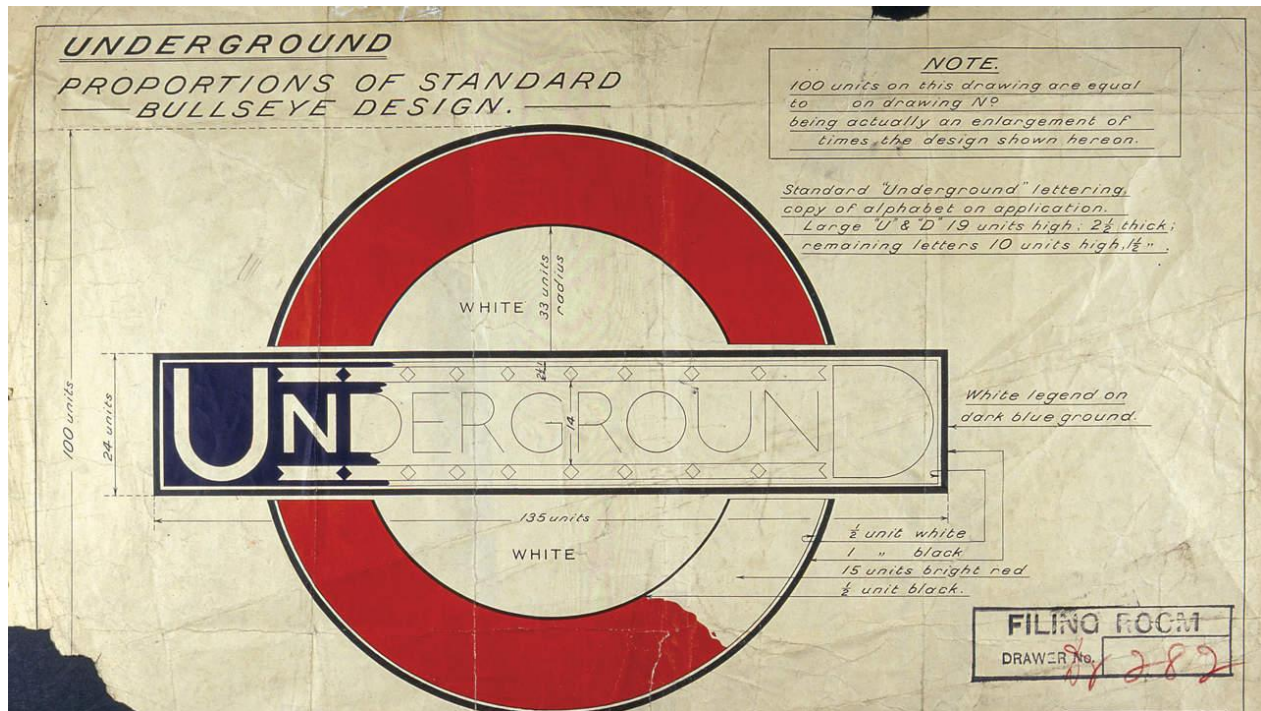 UNDERGROUND
PROPORTIONS OF STANDARD
BULLSEYE DESIGN.
NOTE.
100 units on this drawing are equal
to on drawing Nº
being actually an enlargement of
times the design shown hereon.
Standard "Underground" lettering,
copy of alphabet on application.
Large "U" & "D" 19 units high; 2½ thick;
remaining letters 10 units high, 1½ " .
WHITE
33 units
radius
100 units
24 units
UNDERGROUND
14
White legend on
dark blue ground.
135 units
WHITE
½ unit white
1 " black
15 units bright red
½ unit black.
FILING ROOM
DRAWER No. 282